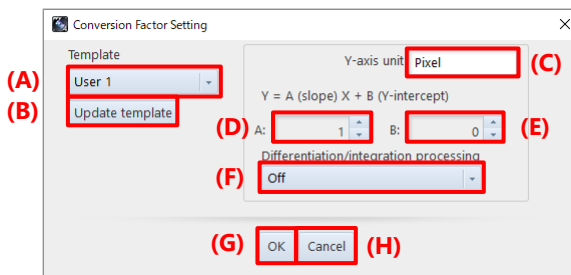 Conversion Factor Setting
Template
(A) User 1
(B) Update template
Y-axis unit Pixel (C)
Y = A (slope) X + B (Y-intercept)
(D) A: 1 B: 0 (E)
Differentiation/integration processing
(F) Off
(G) OK Cancel (H)